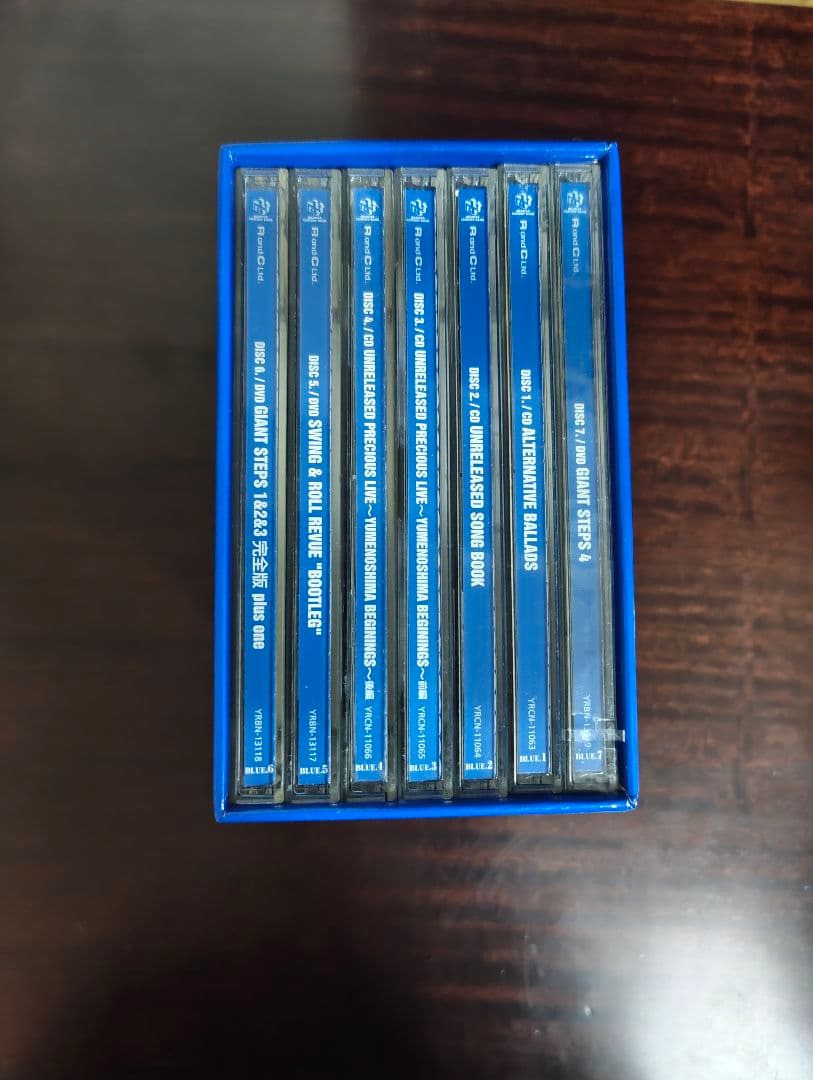 R and C Ltd.
DISC 6. / DVD GIANT STEPS 1&2&3 完全版 plus one
YRBN-13118
BLUE.6
R and C Ltd.
DISC 5. / DVD SWING & ROLL REVUE "BOOTLEG"
YRBN-13117
BLUE.5
R and C Ltd.
DISC 4. / CD UNRELEASED PRECIOUS LIVE〜YUMENOSHIMA BEGININGS〜後編
YRCN-11066
BLUE.4
R and C Ltd.
DISC 3. / CD UNRELEASED PRECIOUS LIVE〜YUMENOSHIMA BEGININGS〜前編
YRCN-11065
BLUE.3
R and C Ltd.
DISC 2. / CD UNRELEASED SONG BOOK
YRCN-11064
BLUE.2
R and C Ltd.
DISC 1. / CD ALTERNATIVE BALLADS
YRCN-11063
BLUE.1
R and C Ltd.
DISC 7. / DVD GIANT STEPS 4
BLUE.7